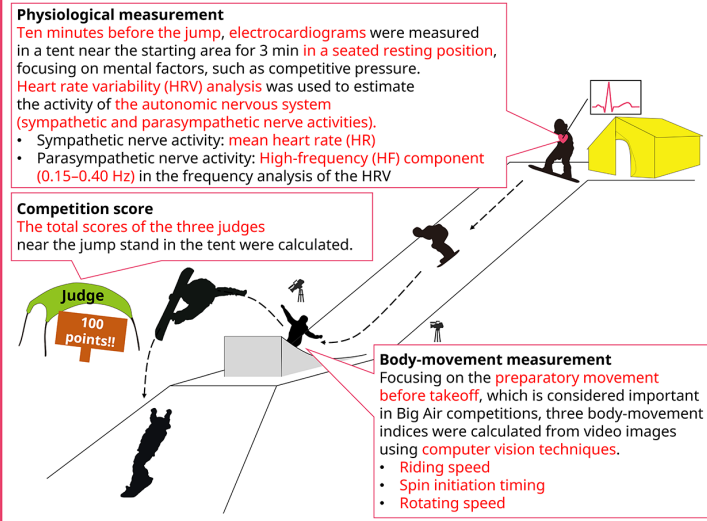 Physiological measurement
Ten minutes before the jump, electrocardiograms were measured
in a tent near the starting area for 3 min in a seated resting position,
focusing on mental factors, such as competitive pressure.
Heart rate variability (HRV) analysis was used to estimate
the activity of the autonomic nervous system
(sympathetic and parasympathetic nerve activities).
• Sympathetic nerve activity: mean heart rate (HR)
• Parasympathetic nerve activity: High-frequency (HF) component
(0.15–0.40 Hz) in the frequency analysis of the HRV
Competition score
The total scores of the three judges
near the jump stand in the tent were calculated.
Judge
100
points!!
Body-movement measurement
Focusing on the preparatory movement
before takeoff, which is considered important
in Big Air competitions, three body-movement
indices were calculated from video images
using computer vision techniques.
• Riding speed
• Spin initiation timing
• Rotating speed